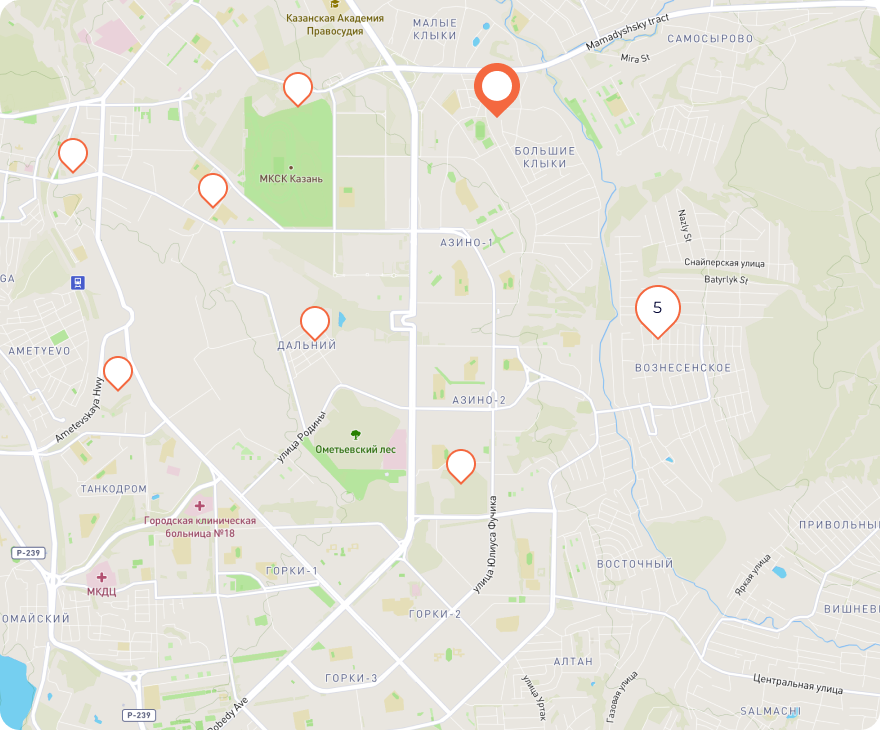 Казанская Академия
Правосудия
МАЛЫЕ
КЛЫКИ
Mamadyshsky tract
САМОСЫРОВО
Mira St
БОЛЬШИЕ
КЛЫКИ
МКСК Казань
Nazly St
АЗИНО-1
Снайперская улица
Batyrlyk St
GA
5
AMETYEVO
ДАЛЬНИЙ
ВОЗНЕСЕНСКОЕ
Ametevskaya Hwy
АЗИНО-2
улица Родины
Ометьевский лес
ТАНКОДРОМ
Городская клиническая
больница №18
улица Юлиуса Фучика
ПРИВОЛЬНЫ
P-239
ГОРКИ-1
ВОСТОЧНЫЙ
Яркая улица
МКДЦ
ОМАЙСКИЙ
ГОРКИ-2
ВИШНЕВ
АЛТАН
ГОРКИ-3
Центральная улица
улица Уртак
Газовая улица
P-239
Pobedy Ave
SALMACHI